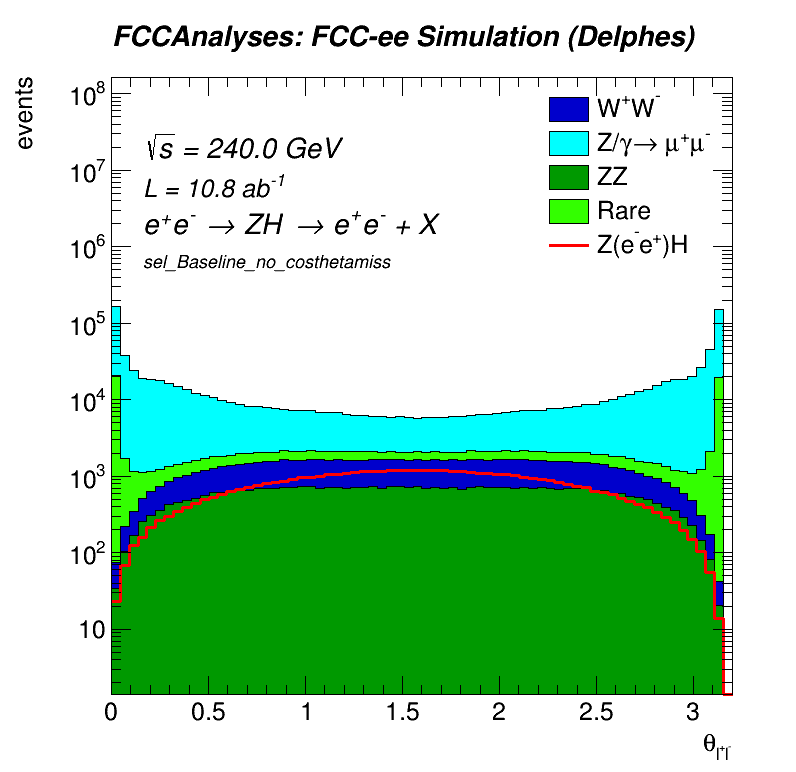 FCCAnalyses: FCC-ee Simulation (Delphes)
events
10⁸
10⁷
10⁶
10⁵
10⁴
10³
10²
10
√s = 240.0 GeV
L = 10.8 ab⁻¹
e⁺e⁻ → ZH → e⁺e⁻ + X
sel_Baseline_no_costhetamiss
W⁺W⁻
Z/γ→ μ⁺μ⁻
ZZ
Rare
Z(e⁻e⁺)H
0 0.5 1 1.5 2 2.5 3
θ_l⁺l⁻